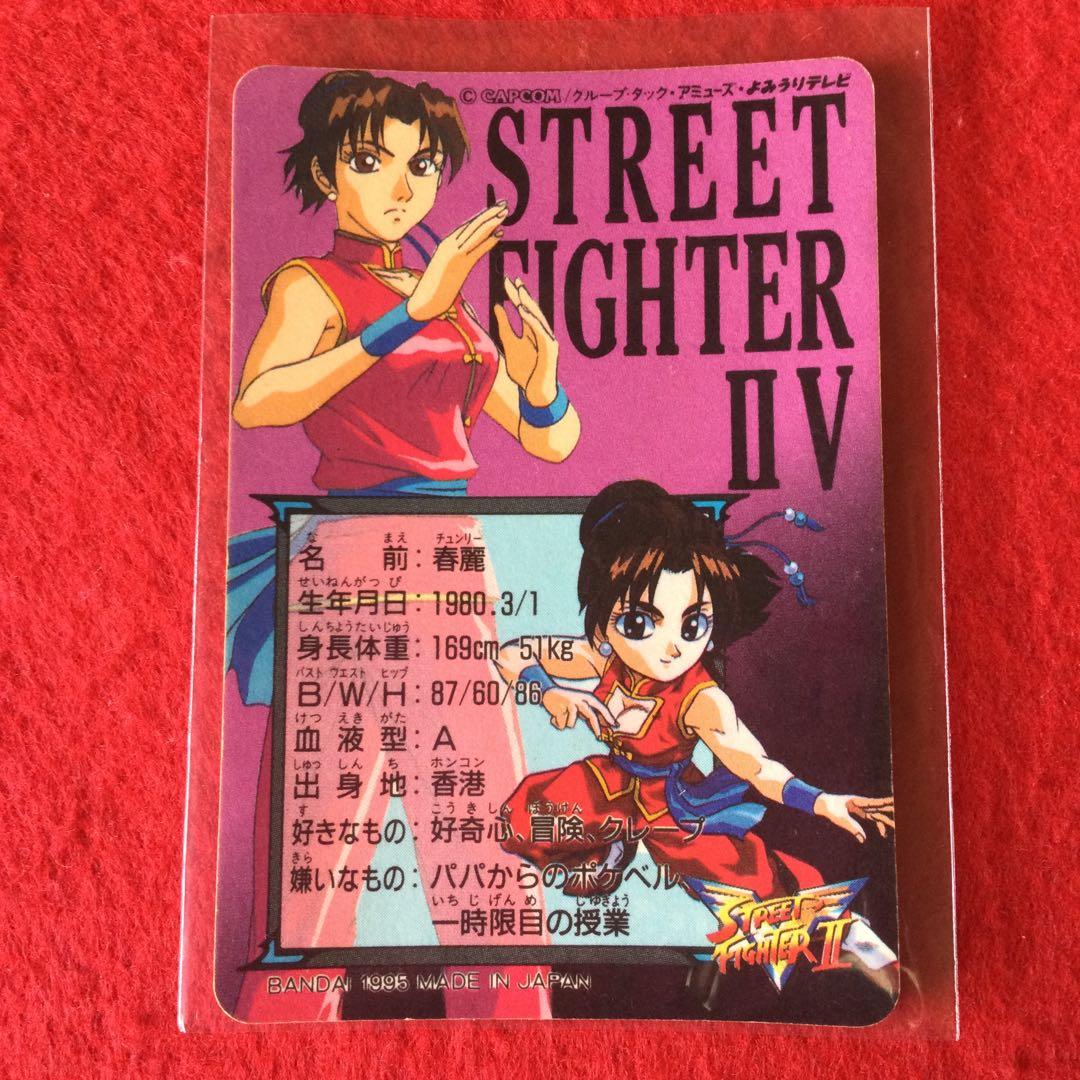 © CAPCOM/グループ・タック・アミューズ・よみうりテレビ
STREET
FIGHTER
II V
な まえ チュンリー
名 前：春麗
せいねんがつ び
生年月日：1980.3/1
しんちょうたいじゅう
身長体重：169cm 51kg
バスト ウエスト ヒップ
B/W/H：87/60/86
けつ えき がた
血液型：A
しゅっ しん ち ホンコン
出身地：香港
す こうきしん ぼうけん
好きなもの：好奇心、冒険、クレープ
きら
嫌いなもの：パパからのポケベル、
いちじげんめ じゅぎょう
一時限目の授業
STREET
FIGHTER II
BANDAI 1995 MADE IN JAPAN